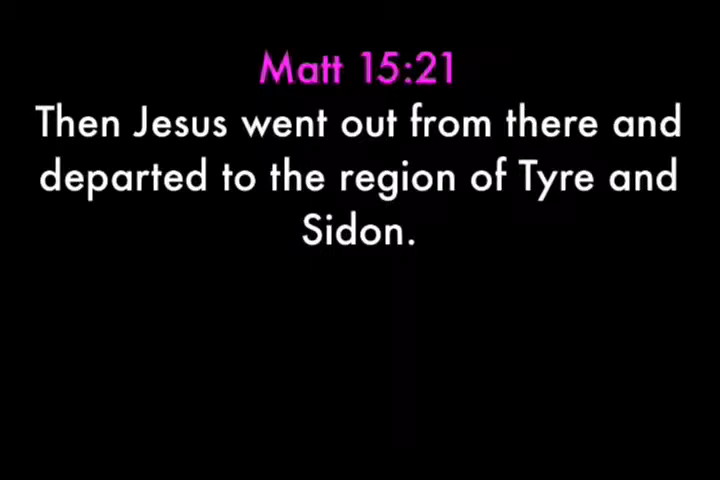 Matt 15:21
Then Jesus went out from there and
departed to the region of Tyre and
Sidon.